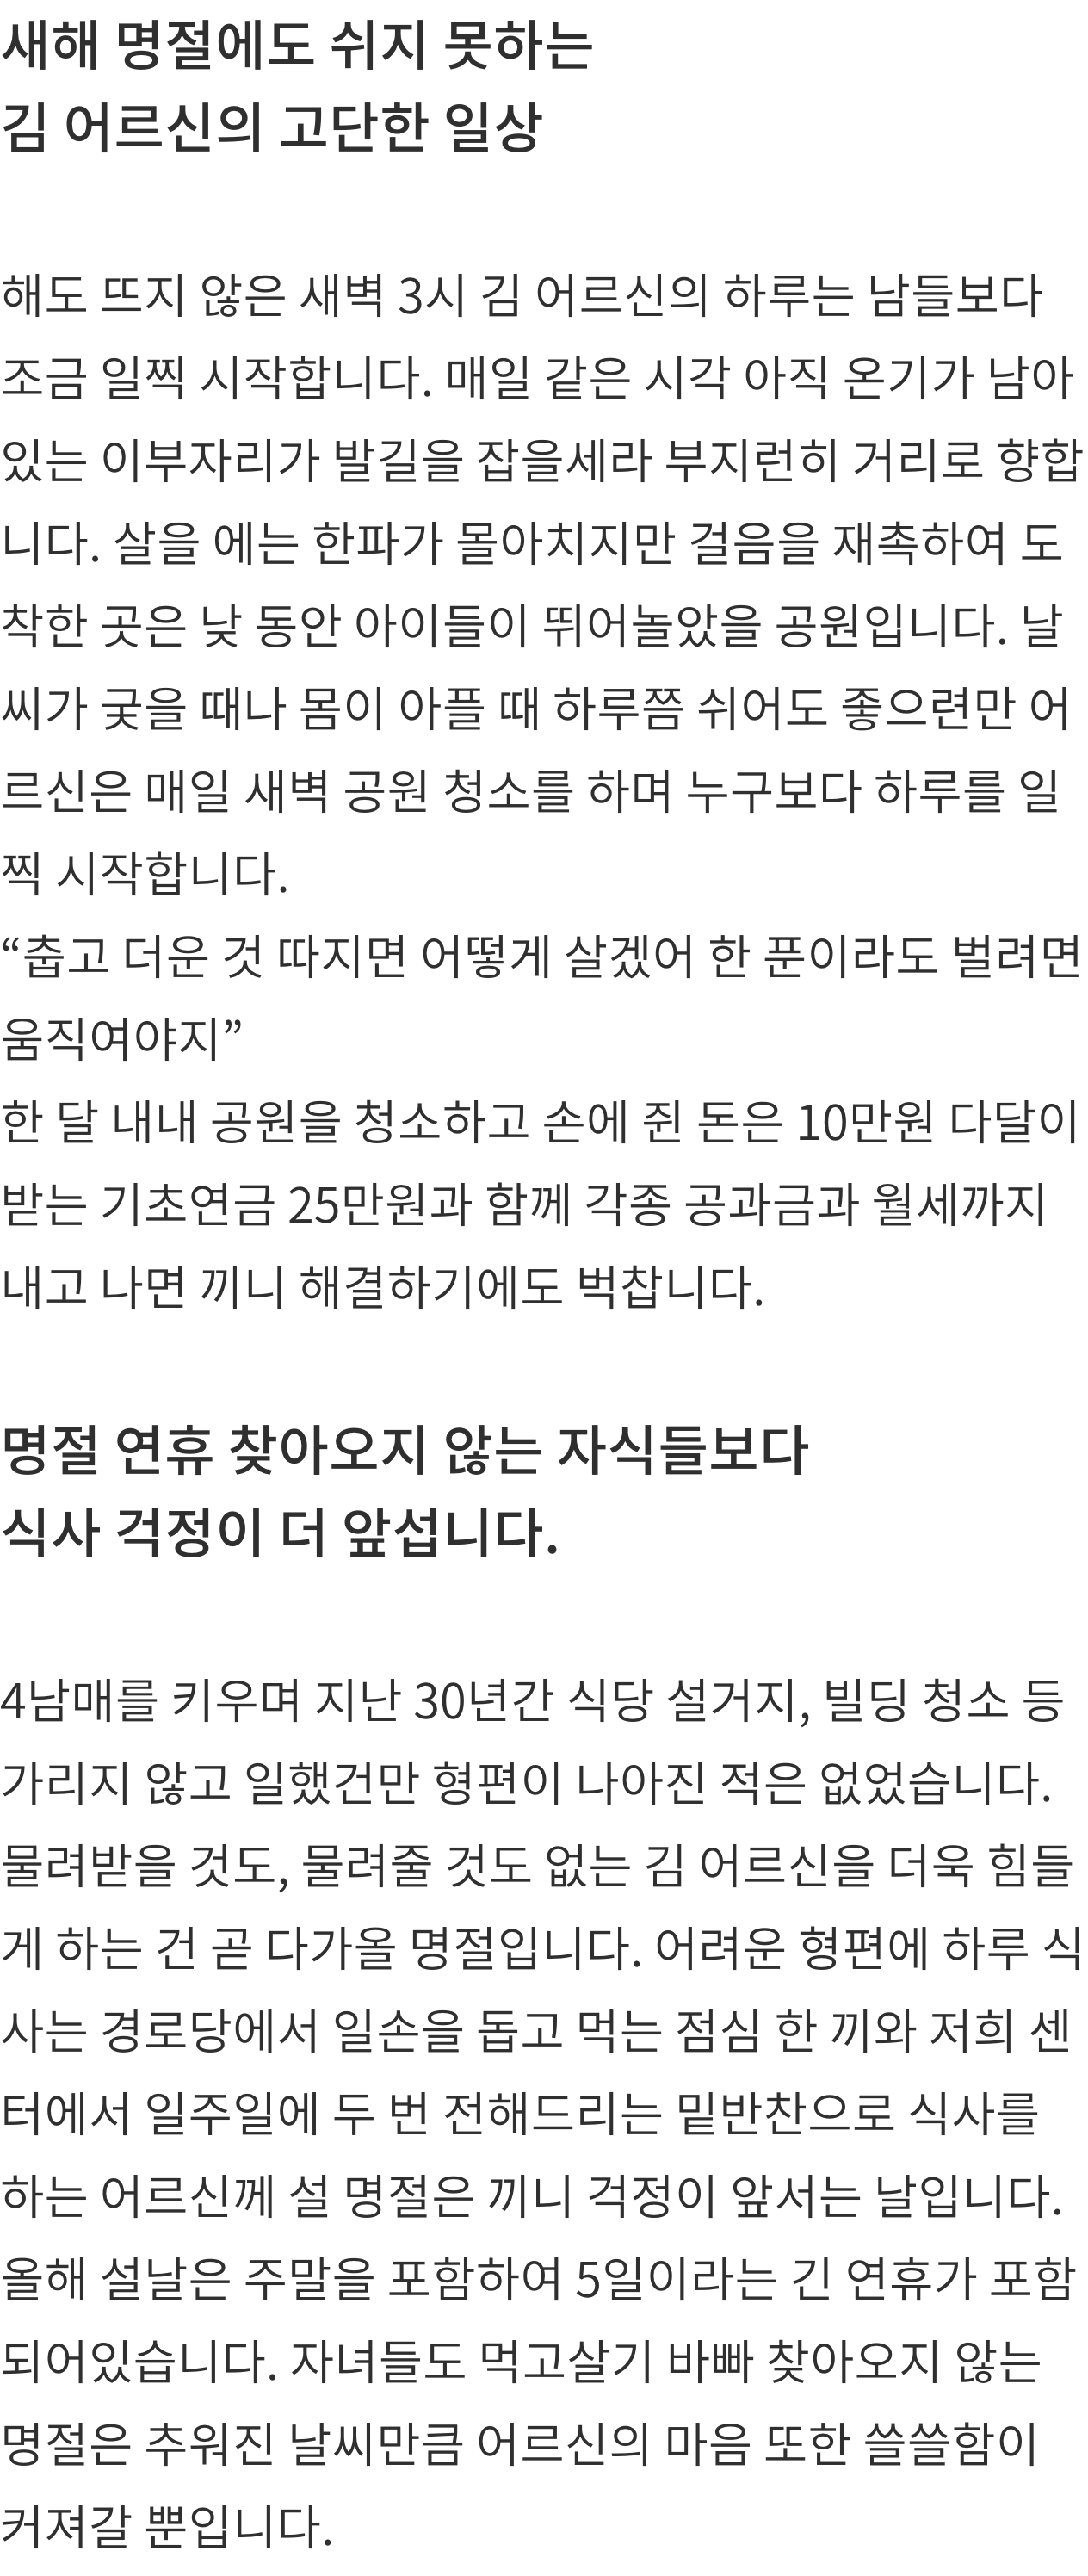 새해 명절에도 쉬지 못하는
김 어르신의 고단한 일상
해도 뜨지 않은 새벽 3시 김 어르신의 하루는 남들보다
조금 일찍 시작합니다. 매일 같은 시각 아직 온기가 남아
있는 이부자리가 발길을 잡을세라 부지런히 거리로 향합
니다. 살을 에는 한파가 몰아치지만 걸음을 재촉하여 도
착한 곳은 낮 동안 아이들이 뛰어놀았을 공원입니다. 날
씨가 궂을 때나 몸이 아플 때 하루쯤 쉬어도 좋으련만 어
르신은 매일 새벽 공원 청소를 하며 누구보다 하루를 일
찍 시작합니다.
“춥고 더운 것 따지면 어떻게 살겠어 한 푼이라도 벌려면
움직여야지”
한 달 내내 공원을 청소하고 손에 쥔 돈은 10만원 다달이
받는 기초연금 25만원과 함께 각종 공과금과 월세까지
내고 나면 끼니 해결하기에도 벅찹니다.
명절 연휴 찾아오지 않는 자식들보다
식사 걱정이 더 앞섭니다.
4남매를 키우며 지난 30년간 식당 설거지, 빌딩 청소 등
가리지 않고 일했건만 형편이 나아진 적은 없었습니다.
물려받을 것도, 물려줄 것도 없는 김 어르신을 더욱 힘들
게 하는 건 곧 다가올 명절입니다. 어려운 형편에 하루 식
사는 경로당에서 일손을 돕고 먹는 점심 한 끼와 저희 센
터에서 일주일에 두 번 전해드리는 밑반찬으로 식사를
하는 어르신께 설 명절은 끼니 걱정이 앞서는 날입니다.
올해 설날은 주말을 포함하여 5일이라는 긴 연휴가 포함
되어있습니다. 자녀들도 먹고살기 바빠 찾아오지 않는
명절은 추워진 날씨만큼 어르신의 마음 또한 쓸쓸함이
커져갈 뿐입니다.